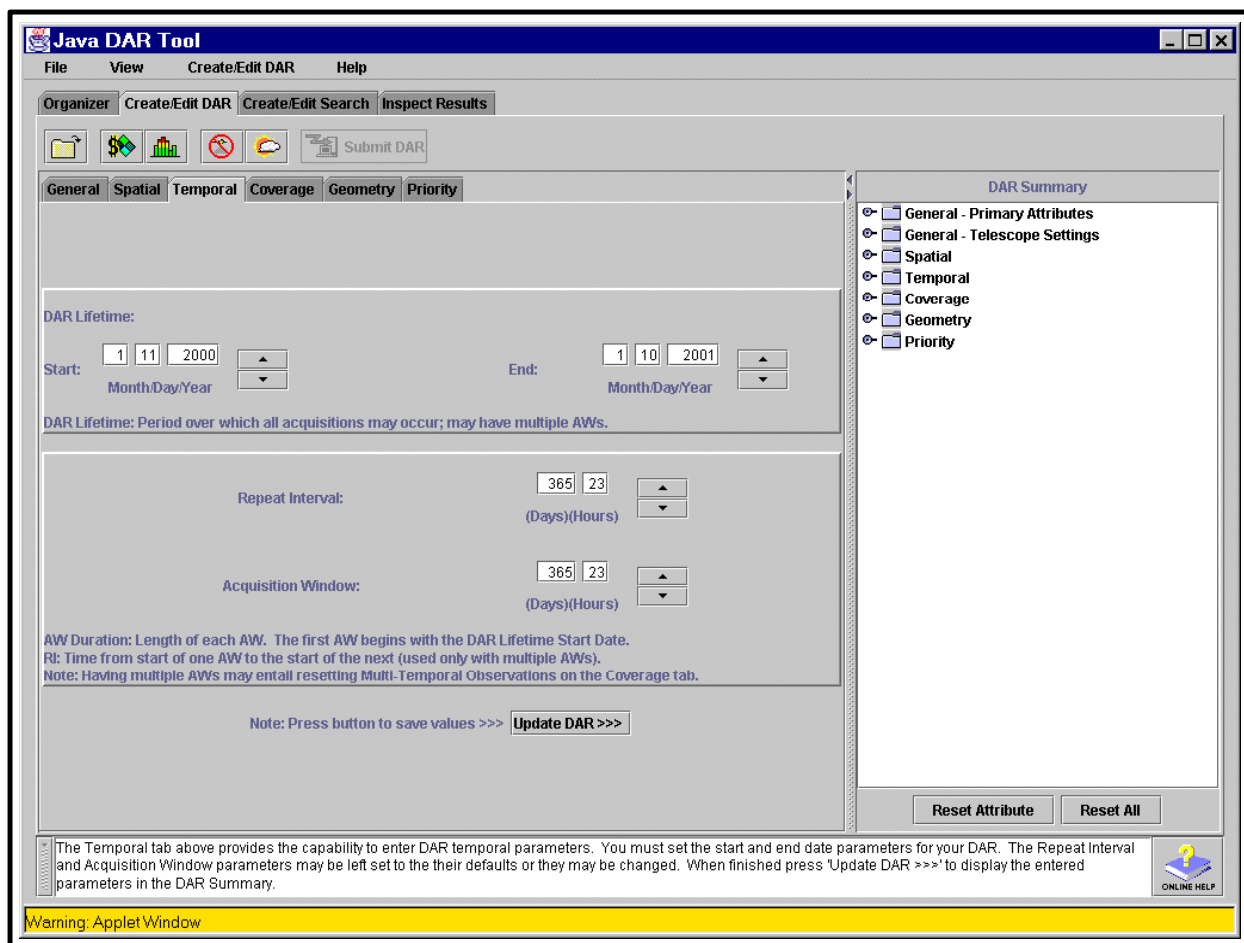 Java DAR Tool
File View Create/Edit DAR Help
Organizer Create/Edit DAR Create/Edit Search Inspect Results
Submit DAR
General Spatial Temporal Coverage Geometry Priority
DAR Summary
General - Primary Attributes
General - Telescope Settings
Spatial
Temporal
Coverage
Geometry
Priority
DAR Lifetime:
Start: 1 11 2000 End: 1 10 2001
Month/Day/Year Month/Day/Year
DAR Lifetime: Period over which all acquisitions may occur; may have multiple AWs.
Repeat Interval: 365 23
(Days)(Hours)
Acquisition Window: 365 23
(Days)(Hours)
AW Duration: Length of each AW. The first AW begins with the DAR Lifetime Start Date.
RI: Time from start of one AW to the start of the next (used only with multiple AWs).
Note: Having multiple AWs may entail resetting Multi-Temporal Observations on the Coverage tab.
Note: Press button to save values >>> Update DAR >>>
Reset Attribute Reset All
The Temporal tab above provides the capability to enter DAR temporal parameters. You must set the start and end date parameters for your DAR. The Repeat Interval
and Acquisition Window parameters may be left set to the their defaults or they may be changed. When finished press 'Update DAR >>>' to display the entered
parameters in the DAR Summary.
ONLINE HELP
Warning: Applet Window